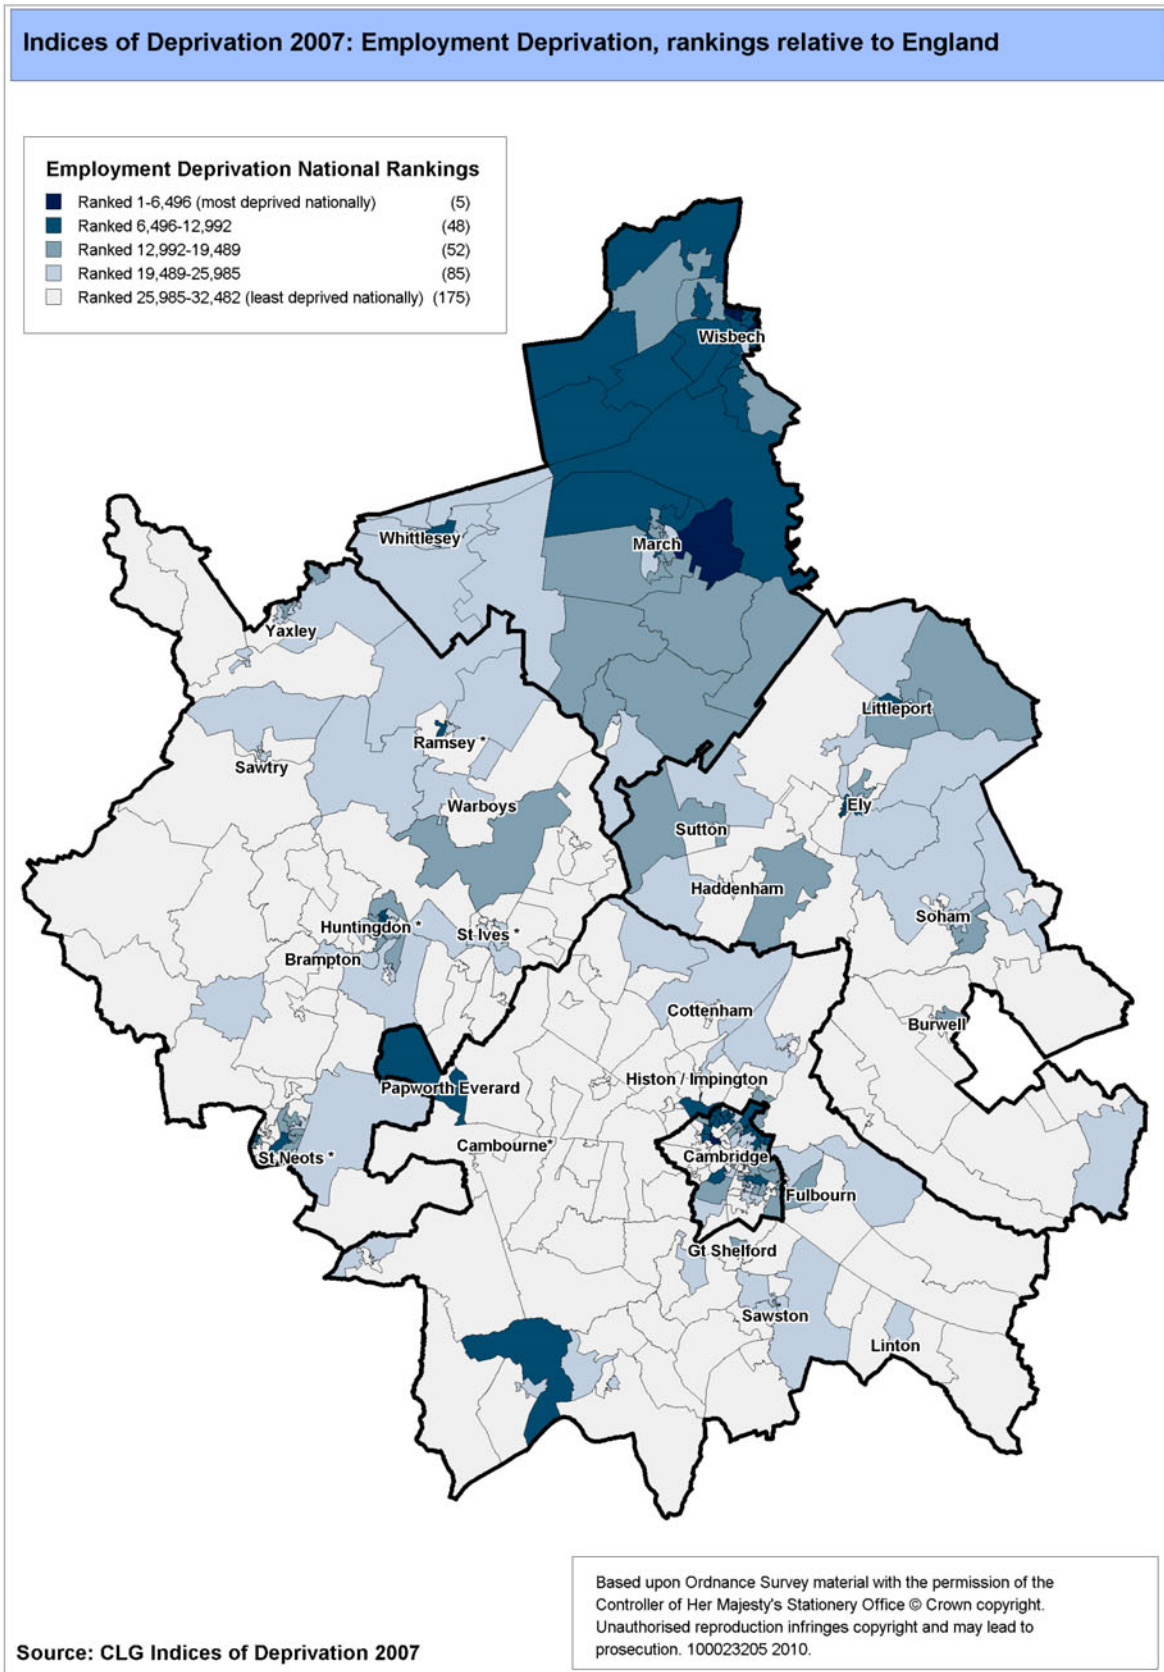 Indices of Deprivation 2007: Employment Deprivation, rankings relative to England
Employment Deprivation National Rankings
Ranked 1-6,496 (most deprived nationally) (5)
Ranked 6,496-12,992 (48)
Ranked 12,992-19,489 (52)
Ranked 19,489-25,985 (85)
Ranked 25,985-32,482 (least deprived nationally) (175)
Wisbech
Whittlesey
March
Yaxley
Littleport
Ramsey *
Sawtry
Warboys
Ely
Sutton
Haddenham
Soham
Huntingdon *
St Ives *
Brampton
Cottenham
Burwell
Histon / Impington
Papworth Everard
Cambourne*
Cambridge
St Neots *
Fulbourn
Gt Shelford
Sawston
Linton
Based upon Ordnance Survey material with the permission of the
Controller of Her Majesty's Stationery Office © Crown copyright.
Unauthorised reproduction infringes copyright and may lead to
prosecution. 100023205 2010.
Source: CLG Indices of Deprivation 2007